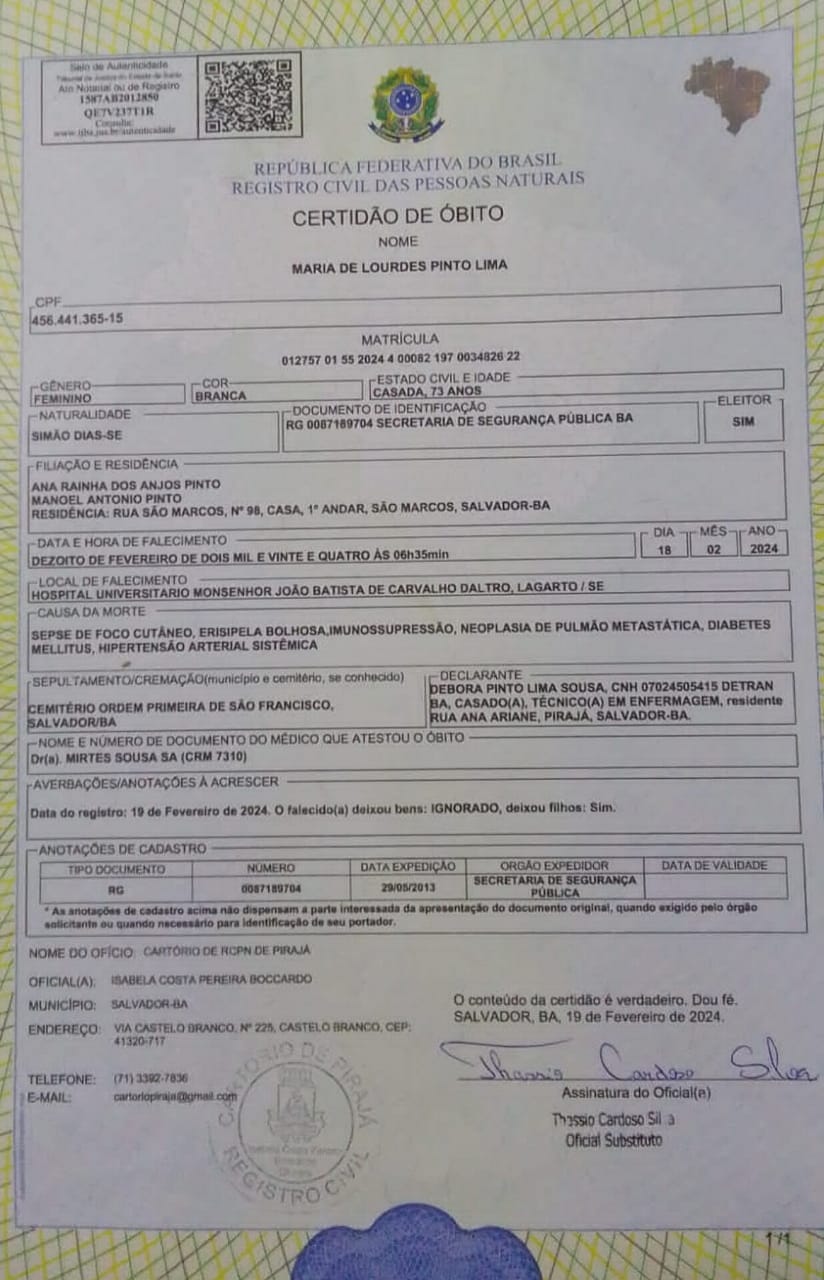 Selo de Autenticidade
Tribunal de Justiça do Estado da Bahia
Ato Notarial ou de Registro
1587AB2012850
QE7V237T1R
Consulte:
www.tjba.jus.br/autenticidade
REPÚBLICA FEDERATIVA DO BRASIL
REGISTRO CIVIL DAS PESSOAS NATURAIS
CERTIDÃO DE ÓBITO
NOME
MARIA DE LOURDES PINTO LIMA
CPF
456.441.365-15
MATRÍCULA
012757 01 55 2024 4 00082 197 0034826 22
GÊNERO COR ESTADO CIVIL E IDADE
FEMININO BRANCA CASADA, 73 ANOS
NATURALIDADE DOCUMENTO DE IDENTIFICAÇÃO ELEITOR
SIMÃO DIAS-SE RG 0087189704 SECRETARIA DE SEGURANÇA PÚBLICA BA SIM
FILIAÇÃO E RESIDÊNCIA
ANA RAINHA DOS ANJOS PINTO
MANOEL ANTONIO PINTO
RESIDÊNCIA: RUA SÃO MARCOS, Nº 98, CASA, 1º ANDAR, SÃO MARCOS, SALVADOR-BA
DATA E HORA DE FALECIMENTO DIA MÊS ANO
DEZOITO DE FEVEREIRO DE DOIS MIL E VINTE E QUATRO ÀS 06h35min 18 02 2024
LOCAL DE FALECIMENTO
HOSPITAL UNIVERSITARIO MONSENHOR JOÃO BATISTA DE CARVALHO DALTRO, LAGARTO / SE
CAUSA DA MORTE
SEPSE DE FOCO CUTÂNEO, ERISIPELA BOLHOSA,IMUNOSSUPRESSÃO, NEOPLASIA DE PULMÃO METASTÁTICA, DIABETES
MELLITUS, HIPERTENSÃO ARTERIAL SISTÊMICA
SEPULTAMENTO/CREMAÇÃO(município e cemitério, se conhecido)
CEMITÉRIO ORDEM PRIMEIRA DE SÃO FRANCISCO,
SALVADOR/BA
DECLARANTE
DEBORA PINTO LIMA SOUSA, CNH 07024505415 DETRAN
BA, CASADO(A), TÉCNICO(A) EM ENFERMAGEM, residente
RUA ANA ARIANE, PIRAJÁ, SALVADOR-BA.
NOME E NÚMERO DE DOCUMENTO DO MÉDICO QUE ATESTOU O ÓBITO
Dr(a). MIRTES SOUSA SA (CRM 7310)
AVERBAÇÕES/ANOTAÇÕES À ACRESCER
Data do registro: 19 de Fevereiro de 2024. O falecido(a) deixou bens: IGNORADO, deixou filhos: Sim.
ANOTAÇÕES DE CADASTRO
TIPO DOCUMENTO NÚMERO DATA EXPEDIÇÃO ORGÃO EXPEDIDOR DATA DE VALIDADE
RG 0087189704 29/05/2013 SECRETARIA DE SEGURANÇA
PÚBLICA
* As anotações de cadastro acima não dispensam a parte interessada da apresentação do documento original, quando exigido pelo órgão
solicitante ou quando necessário para identificação de seu portador.
NOME DO OFÍCIO: CARTÓRIO DE RCPN DE PIRAJÁ
OFICIAL(A): ISABELA COSTA PEREIRA BOCCARDO
MUNICÍPIO: SALVADOR-BA
ENDEREÇO: VIA CASTELO BRANCO, Nº 225, CASTELO BRANCO, CEP:
41320-717
TELEFONE: (71) 3392-7836
E-MAIL: cartoriopiraja@gmail.com
O conteúdo da certidão é verdadeiro. Dou fé.
SALVADOR, BA, 19 de Fevereiro de 2024.
Thassio Cardoso Silva
Assinatura do Oficial(a)
Thassio Cardoso Sil a
Oficial Substituto
CARTÓRIO DE PIRAJÁ
REGISTRO CIVIL
1/1